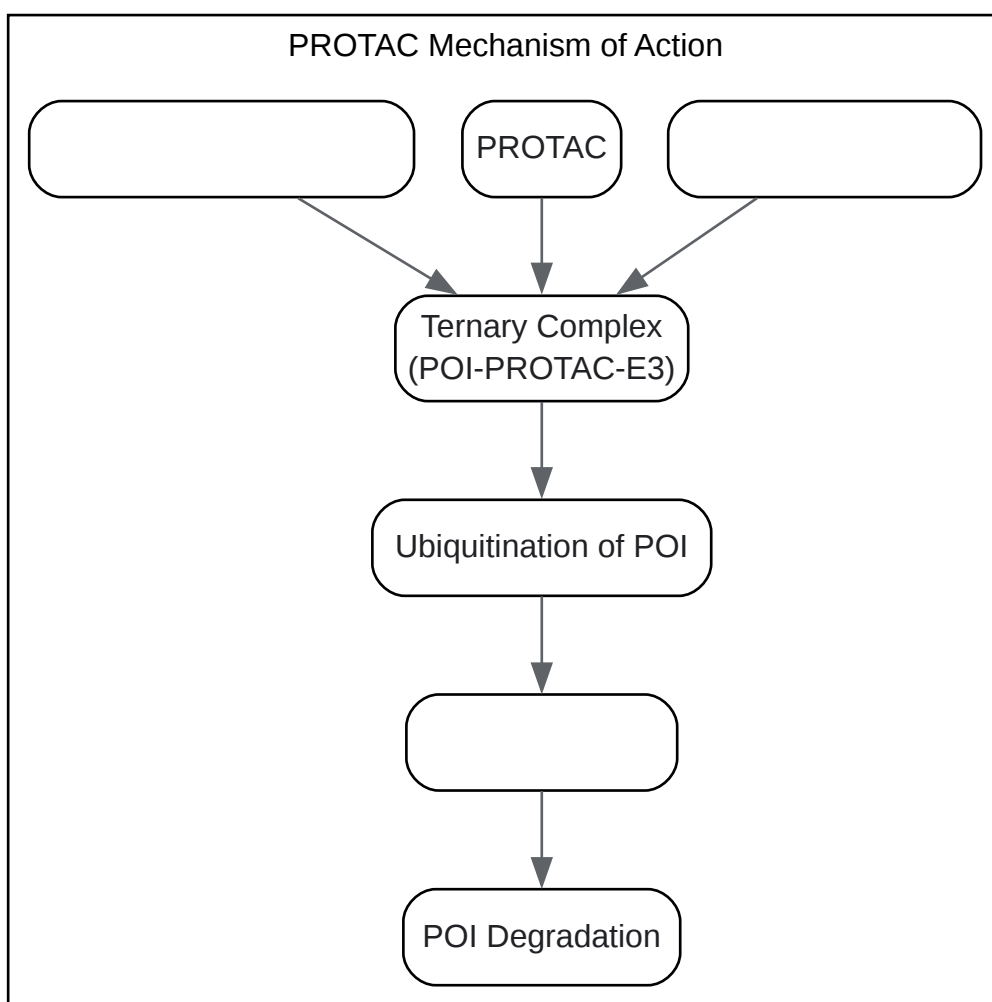 PROTAC Mechanism of Action
PROTAC
Ternary Complex
(POI-PROTAC-E3)
Ubiquitination of POI
POI Degradation